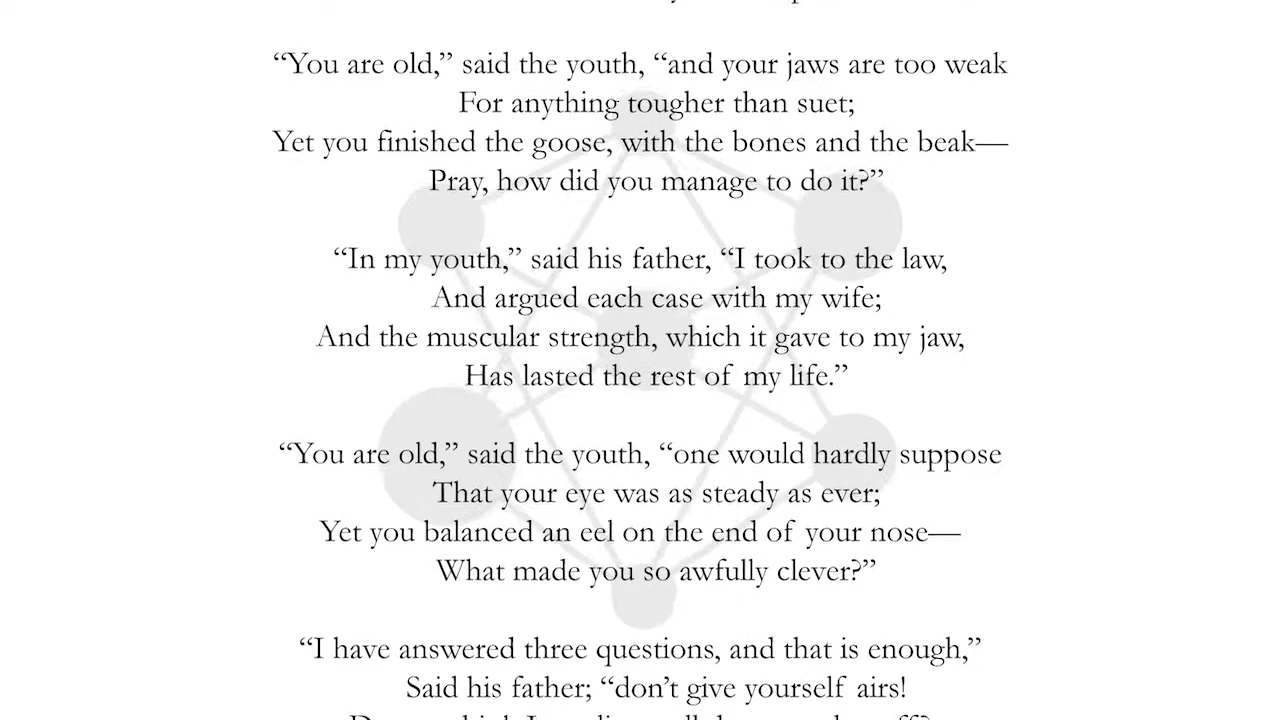 “You are old,” said the youth, “and your jaws are too weak
For anything tougher than suet;
Yet you finished the goose, with the bones and the beak—
Pray, how did you manage to do it?”
“In my youth,” said his father, “I took to the law,
And argued each case with my wife;
And the muscular strength, which it gave to my jaw,
Has lasted the rest of my life.”
“You are old,” said the youth, “one would hardly suppose
That your eye was as steady as ever;
Yet you balanced an eel on the end of your nose—
What made you so awfully clever?”
“I have answered three questions, and that is enough,”
Said his father; “don’t give yourself airs!